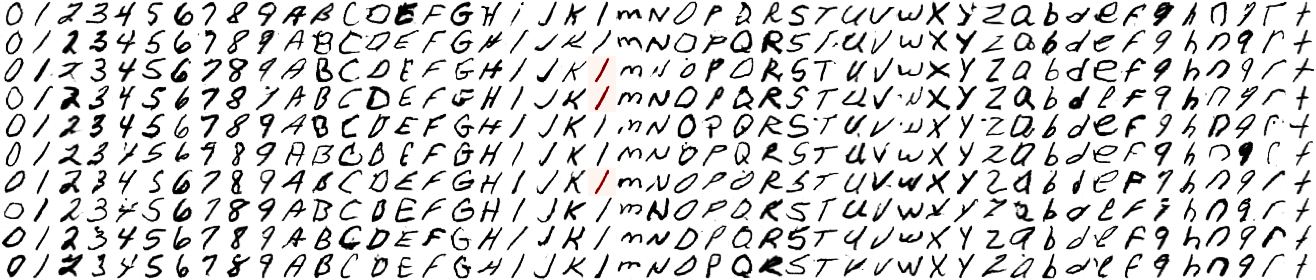 0 1 2 3 4 5 6 7 8 9 A B C D E F G H I J K l m N O P Q R S T U V W X Y Z a b d e f g h n q r t
0 1 2 3 4 5 6 7 8 9 A B C D E F G H I J K l m N O P Q R S T U V W X Y Z a b d e f g h n q r t
0 1 2 3 4 5 6 7 8 9 A B C D E F G H I J K l m N O P Q R S T U V W X Y Z a b d e f g h n q r t
0 1 2 3 4 5 6 7 8 9 A B C D E F G H I J K l m N O P Q R S T U V W X Y Z a b d e f g h n q r t
0 1 2 3 4 5 6 7 8 9 A B C D E F G H I J K l m N O P Q R S T U V W X Y Z a b d e f g h n q r t
0 1 2 3 4 5 6 9 8 9 A B C D E F G H I J K l m N O P Q R S T U V W X Y Z a b d e f g h n q r t
0 1 2 3 4 5 6 7 8 9 A B C D E F G H I J K l m N O P Q R S T U V W X Y Z a b d e f g h n q r t
0 1 2 3 4 5 6 7 8 9 A B C D E F G H I J K l m N O P Q R S T U V W X Y Z a b d e f g h n q r t
0 1 2 3 4 5 6 7 8 9 A B C D E F G H I J K l m N O P Q R S T U V W X Y Z a b d e f g h n q r t
0 1 2 3 4 5 6 7 8 9 A B C D E F G H I J K l m N O P Q R S T U V W X Y Z a b d e f g h n q r t